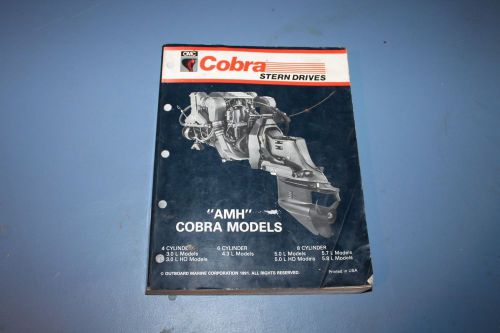 OMC
Cobra
STERN DRIVES
"AMH"
COBRA MODELS
4 CYLINDER 6 CYLINDER 8 CYLINDER
3.0 L Models 4.3 L Models 5.0 L Models 5.7 L Models
3.0 L HO Models 5.0 L HO Models 5.8 L Models
© OUTBOARD MARINE CORPORATION 1991. ALL RIGHTS RESERVED. Printed in USA